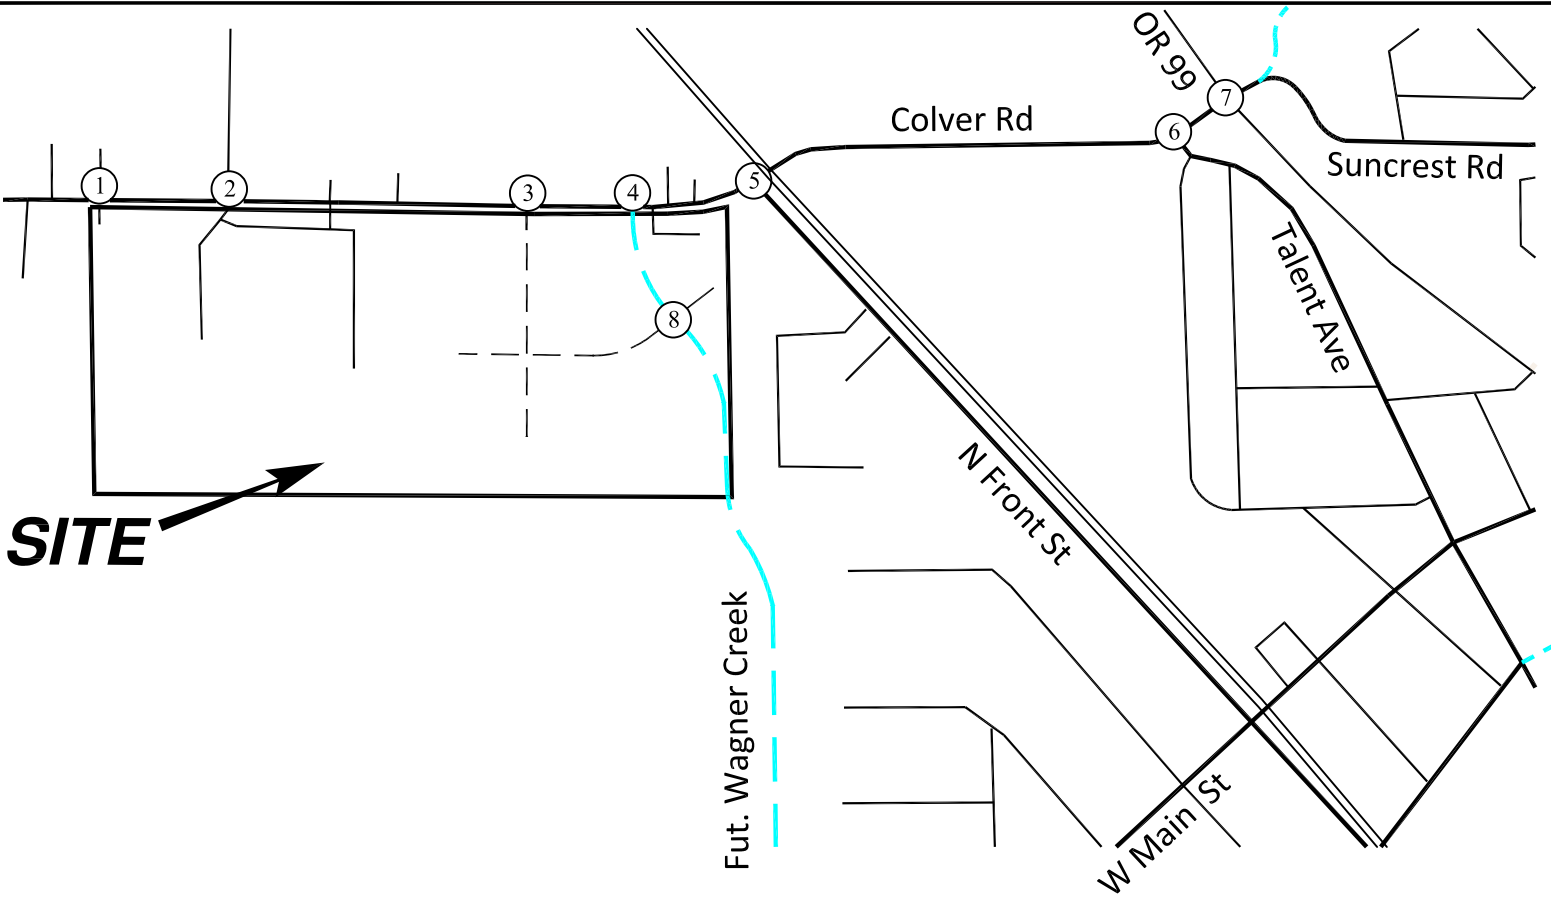 OR 99
7
Colver Rd
6
Suncrest Rd
1
2
3
4
5
Talent Ave
8
N Front St
SITE
Fut. Wagner Creek
W Main St